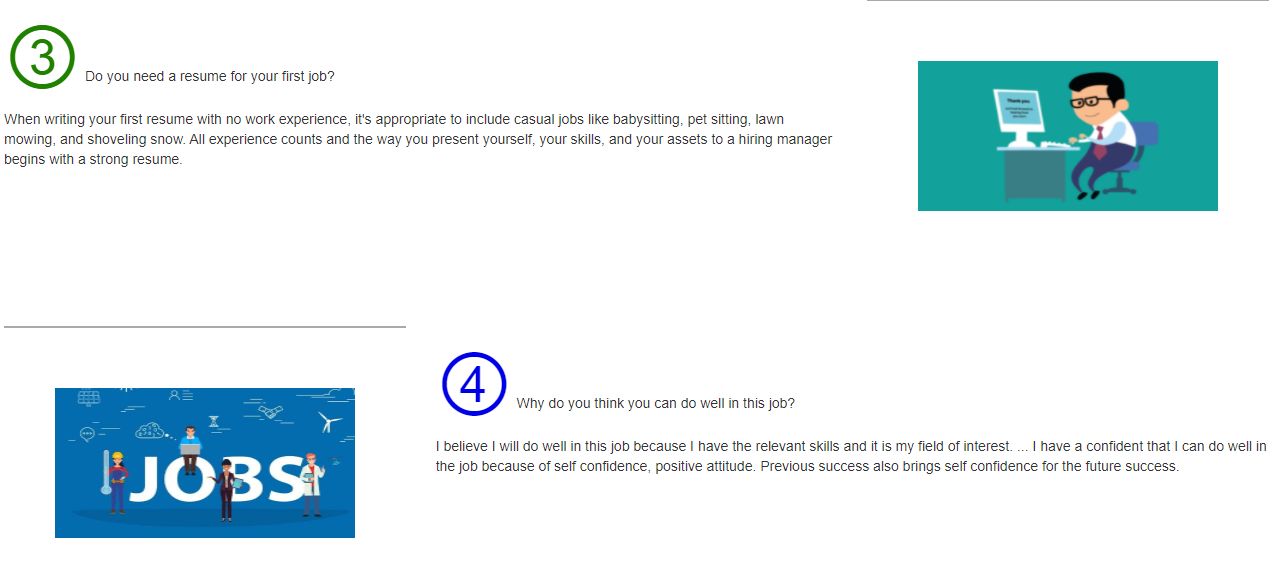 3 Do you need a resume for your first job?
When writing your first resume with no work experience, it's appropriate to include casual jobs like babysitting, pet sitting, lawn
mowing, and shoveling snow. All experience counts and the way you present yourself, your skills, and your assets to a hiring manager
begins with a strong resume.
Thank you
4 Why do you think you can do well in this job?
I believe I will do well in this job because I have the relevant skills and it is my field of interest. ... I have a confident that I can do well in
the job because of self confidence, positive attitude. Previous success also brings self confidence for the future success.
JOBS